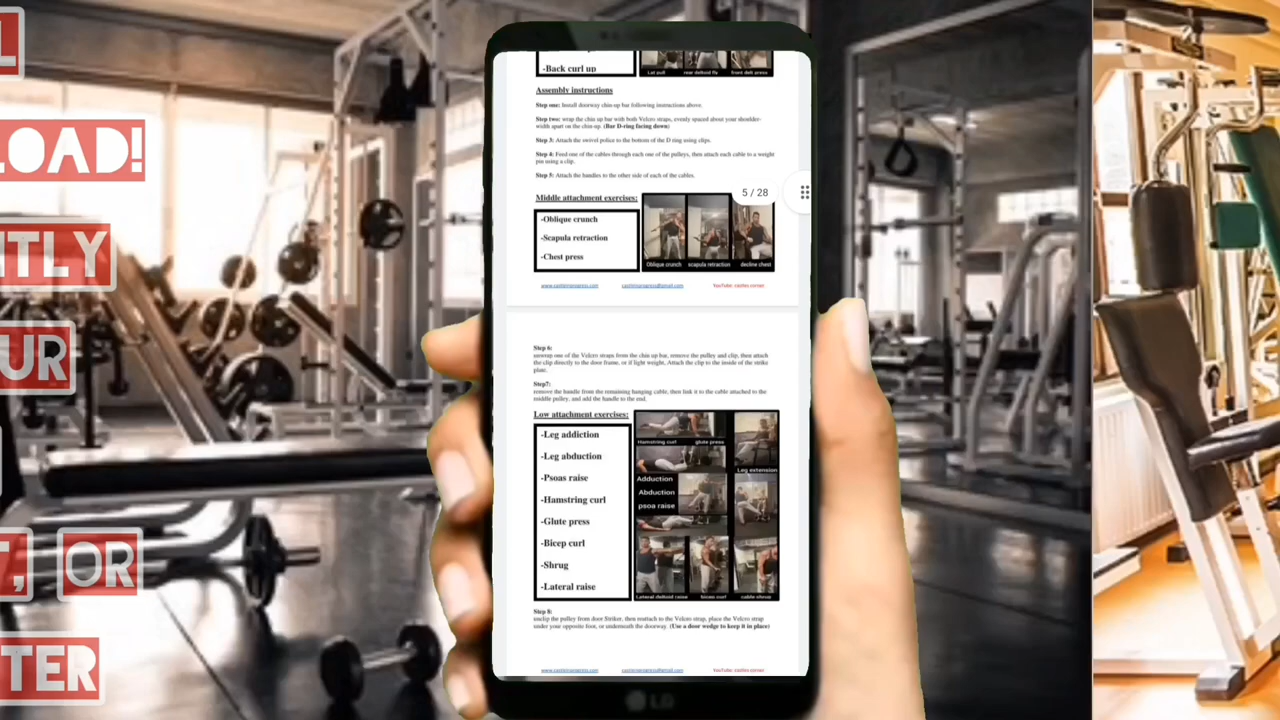 L
LOAD!
NTLY
UR
T, OR
TER
-Back curl up
Lat pull rear deltoid fly front delt press
Assembly instructions
Step one: Install doorway chin-up bar following instructions above.
Step two: wrap the chin up bar with both Velcro straps, evenly spaced about your shoulder-
width apart on the chin-up. (Bar D-ring facing down)
Step 3: Attach the swivel police to the bottom of the D ring using clips.
Step 4: Feed one of the cables through each one of the pulleys, then attach each cable to a weight
pin using a clip.
Step 5: Attach the handles to the other side of each of the cables.
5 / 28
Middle attachment exercises:
-Oblique crunch
-Scapula retraction
-Chest press
Oblique crunch scapula retraction decline chest
YouTube: castles corner
Step 6:
unwrap one of the Velcro straps from the chin up bar, remove the pulley and clip, then attach
the clip directly to the door frame, or if light weight, Attach the clip to the inside of the strike
plate.
Step7:
remove the handle from the remaining hanging cable, then link it to the cable attached to the
middle pulley, and add the handle to the end.
Low attachment exercises:
-Leg addiction
-Leg abduction
-Psoas raise
-Hamstring curl
-Glute press
-Bicep curl
-Shrug
-Lateral raise
Hamstring curl glute press
Leg extension
Adduction
Abduction
psoa raise
Lateral deltoid raise bicep curl cable shrug
Step 8:
unclip the pulley from door Striker, then reattach to the Velcro strap, place the Velcro strap
under your opposite foot, or underneath the doorway. (Use a door wedge to keep it in place)
YouTube: castles corner
LG